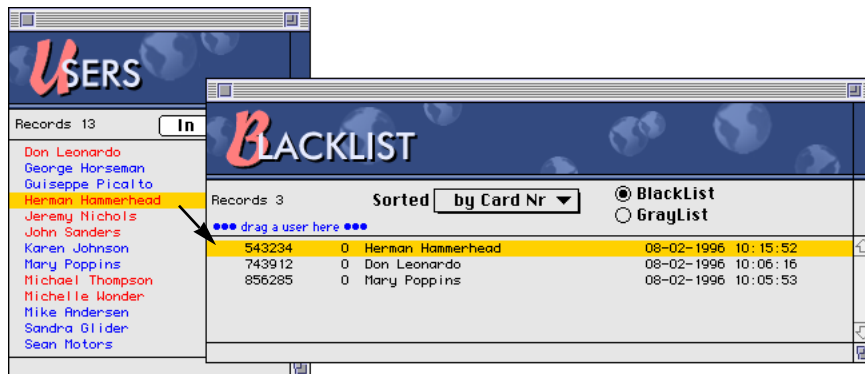 USERS
Records 13 In
Don Leonardo
George Horseman
Guiseppe Picalto
Herman Hammerhead
Jeremy Nichols
John Sanders
Karen Johnson
Mary Poppins
Michael Thompson
Michelle Wonder
Mike Andersen
Sandra Glider
Sean Motors
BLACKLIST
Records 3 Sorted by Card Nr BlackList
GrayList
••• drag a user here •••
543234 0 Herman Hammerhead 08-02-1996 10:15:52
743912 0 Don Leonardo 08-02-1996 10:06:16
856285 0 Mary Poppins 08-02-1996 10:05:53